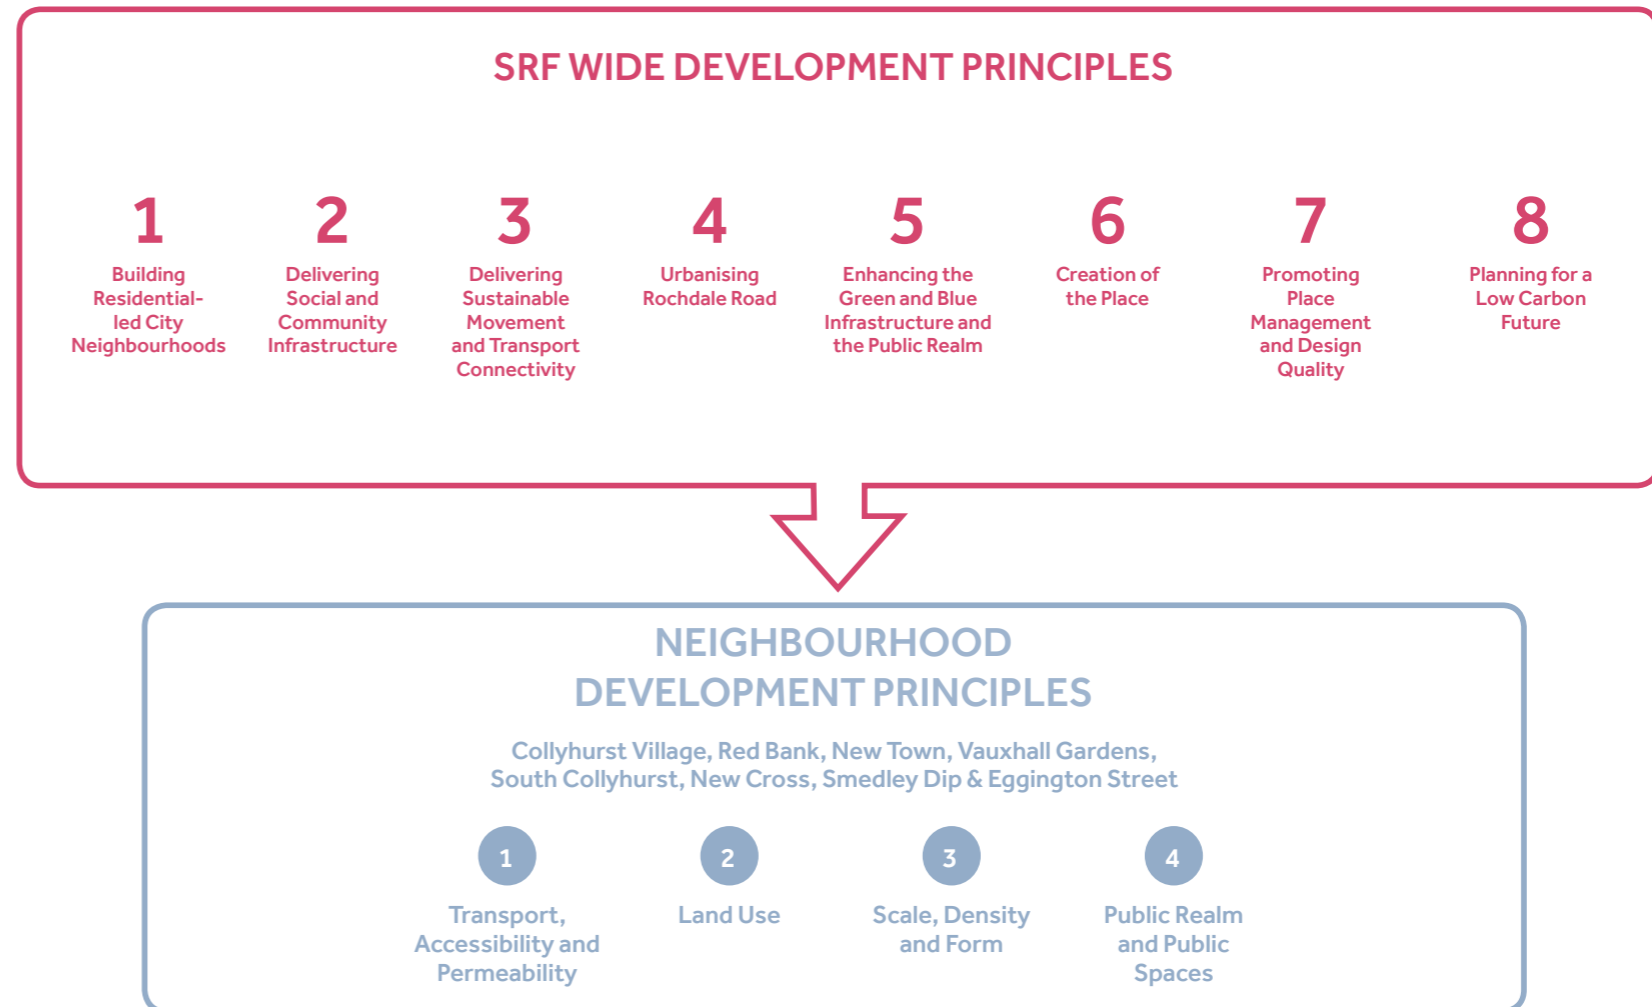 SRF WIDE DEVELOPMENT PRINCIPLES
1
Building
Residential-
led City
Neighbourhoods
2
Delivering
Social and
Community
Infrastructure
3
Delivering
Sustainable
Movement
and Transport
Connectivity
4
Urbanising
Rochdale Road
5
Enhancing the
Green and Blue
Infrastructure and
the Public Realm
6
Creation of
the Place
7
Promoting
Place
Management
and Design
Quality
8
Planning for a
Low Carbon
Future
NEIGHBOURHOOD
DEVELOPMENT PRINCIPLES
Collyhurst Village, Red Bank, New Town, Vauxhall Gardens,
South Collyhurst, New Cross, Smedley Dip & Eggington Street
1
Transport,
Accessibility and
Permeability
2
Land Use
3
Scale, Density
and Form
4
Public Realm
and Public
Spaces